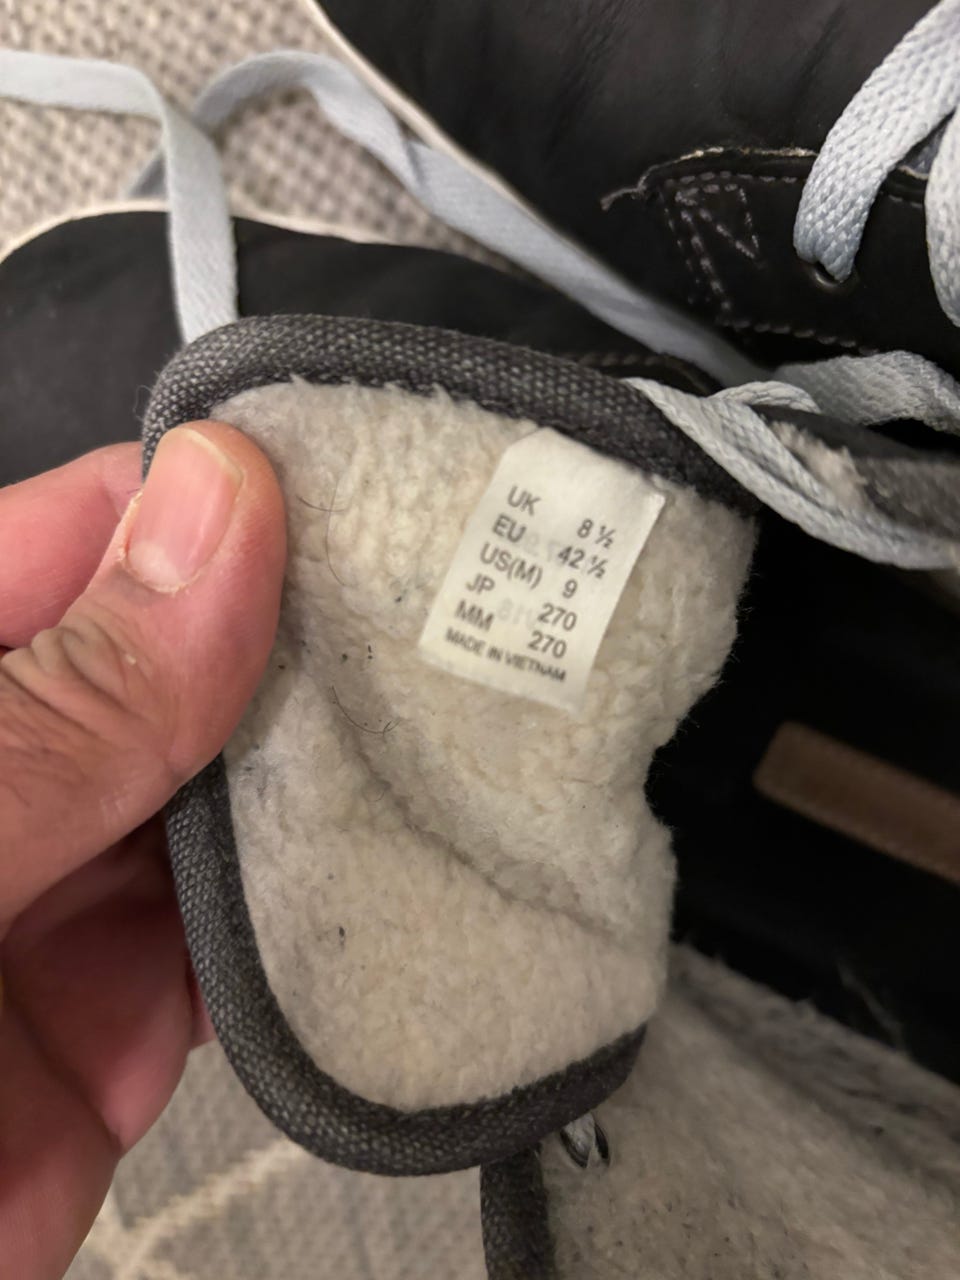 UK 8 ½
EU 42 ½
US(M) 9
JP 270
MM 270
MADE IN VIETNAM